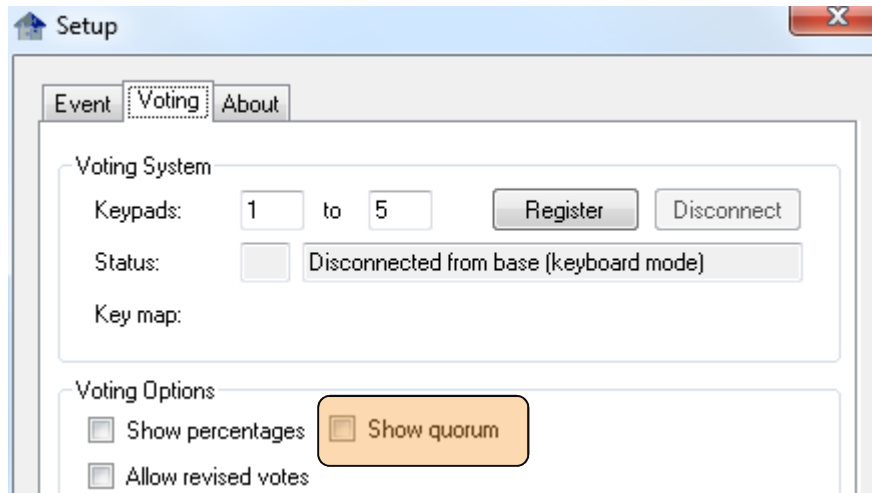 Setup
Event Voting About
Voting System
Keypads: 1 to 5 Register Disconnect
Status: Disconnected from base (keyboard mode)
Key map:
Voting Options
Show percentages Show quorum
Allow revised votes